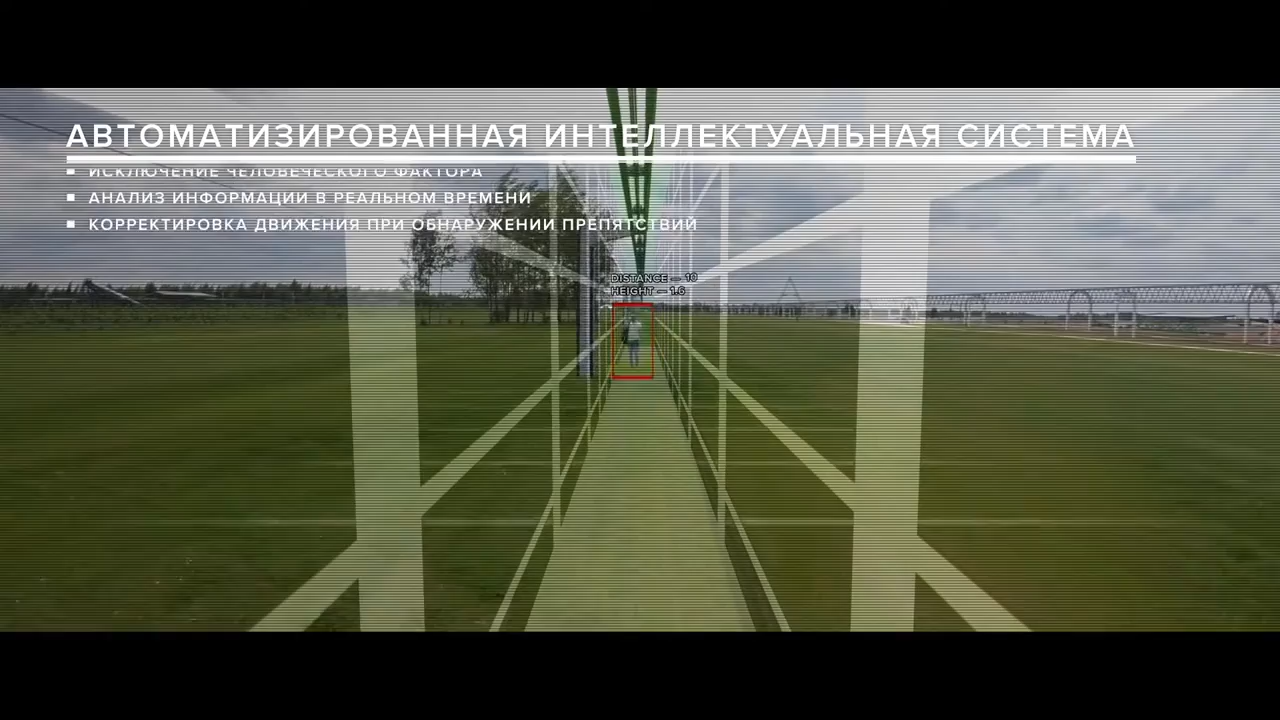 АВТОМАТИЗИРОВАННАЯ ИНТЕЛЛЕКТУАЛЬНАЯ СИСТЕМА
ИСКЛЮЧЕНИЕ ЧЕЛОВЕЧЕСКОГО ФАКТОРА
АНАЛИЗ ИНФОРМАЦИИ В РЕАЛЬНОМ ВРЕМЕНИ
КОРРЕКТИРОВКА ДВИЖЕНИЯ ПРИ ОБНАРУЖЕНИИ ПРЕПЯТСТВИЙ
DISTANCE — 10
HEIGHT — 1.6